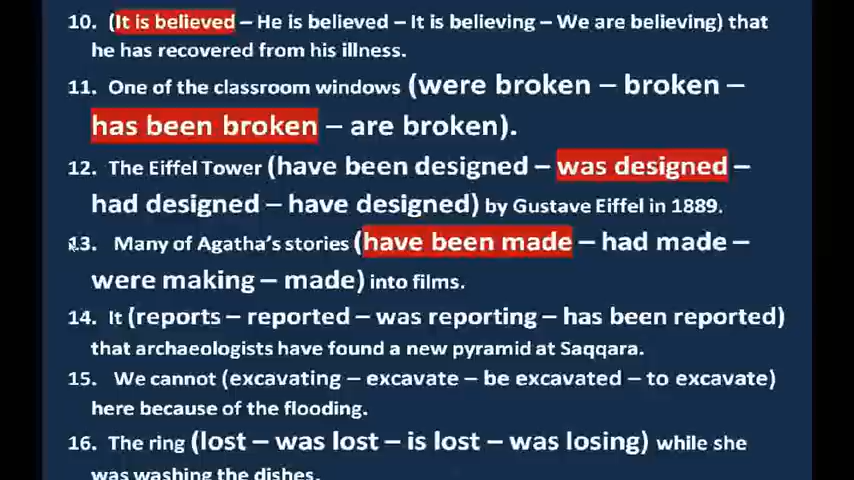 10. (It is believed – He is believed – It is believing – We are believing) that
he has recovered from his illness.
11. One of the classroom windows (were broken – broken –
has been broken – are broken).
12. The Eiffel Tower (have been designed – was designed –
had designed – have designed) by Gustave Eiffel in 1889.
13. Many of Agatha's stories (have been made – had made –
were making – made) into films.
14. It (reports – reported – was reporting – has been reported)
that archaeologists have found a new pyramid at Saqqara.
15. We cannot (excavating – excavate – be excavated – to excavate)
here because of the flooding.
16. The ring (lost – was lost – is lost – was losing) while she
was washing the dishes.